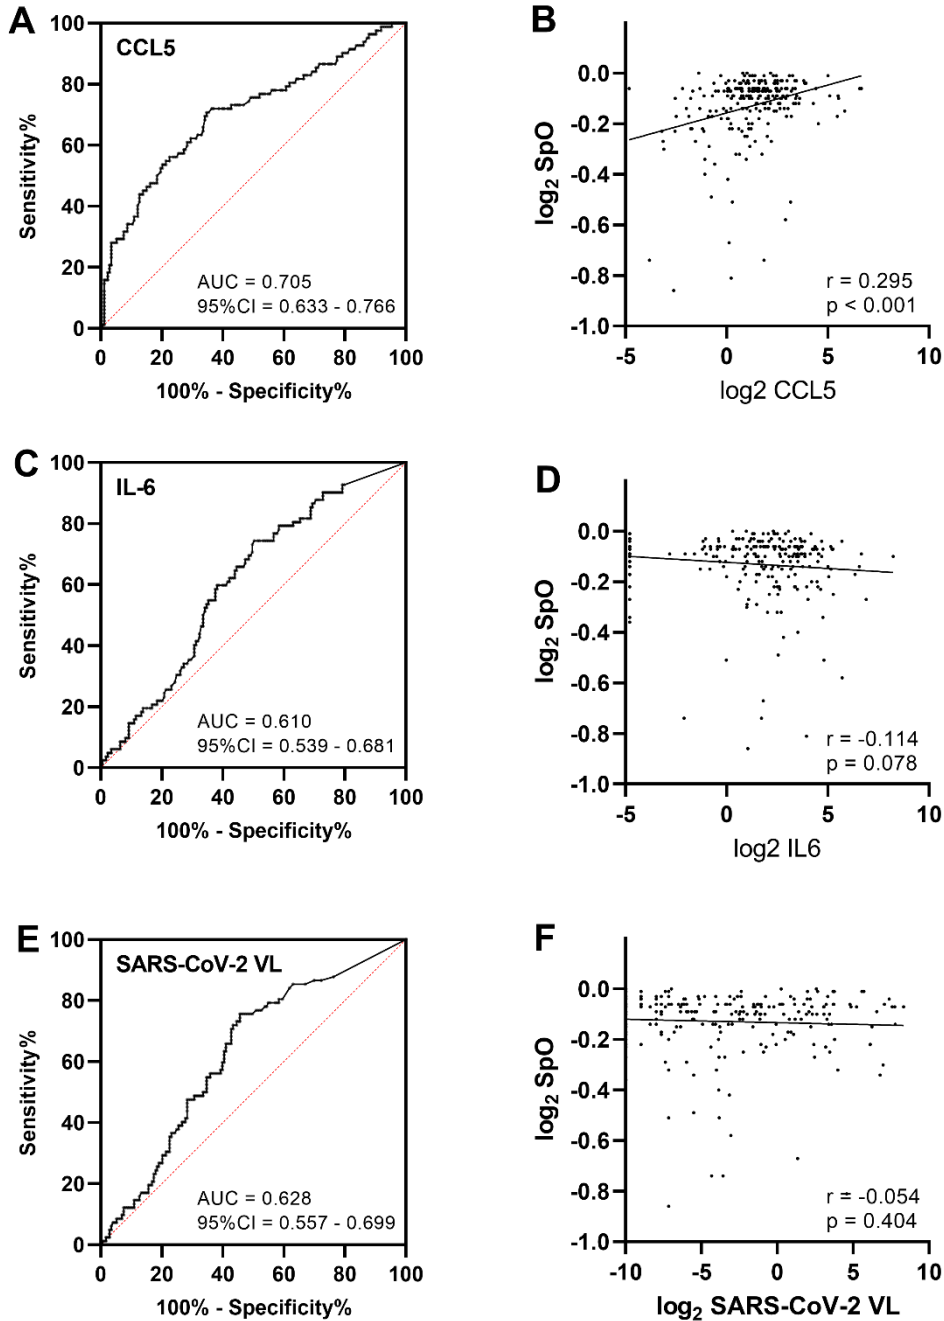 A
CCL5
100
80
60
40
20
0
Sensitivity%
AUC = 0.705
95%CI = 0.633 - 0.766
0 20 40 60 80 100
100% - Specificity%
B
0.0
-0.2
-0.4
-0.6
-0.8
-1.0
log2 SpO
r = 0.295
p < 0.001
-5 0 5 10
log2 CCL5
C
IL-6
100
80
60
40
20
0
Sensitivity%
AUC = 0.610
95%CI = 0.539 - 0.681
0 20 40 60 80 100
100% - Specificity%
D
0.0
-0.2
-0.4
-0.6
-0.8
-1.0
log2 SpO
r = -0.114
p = 0.078
-5 0 5 10
log2 IL6
E
SARS-CoV-2 VL
100
80
60
40
20
0
Sensitivity%
AUC = 0.628
95%CI = 0.557 - 0.699
0 20 40 60 80 100
100% - Specificity%
F
0.0
-0.2
-0.4
-0.6
-0.8
-1.0
log2 SpO
r = -0.054
p = 0.404
-10 -5 0 5 10
log2 SARS-CoV-2 VL